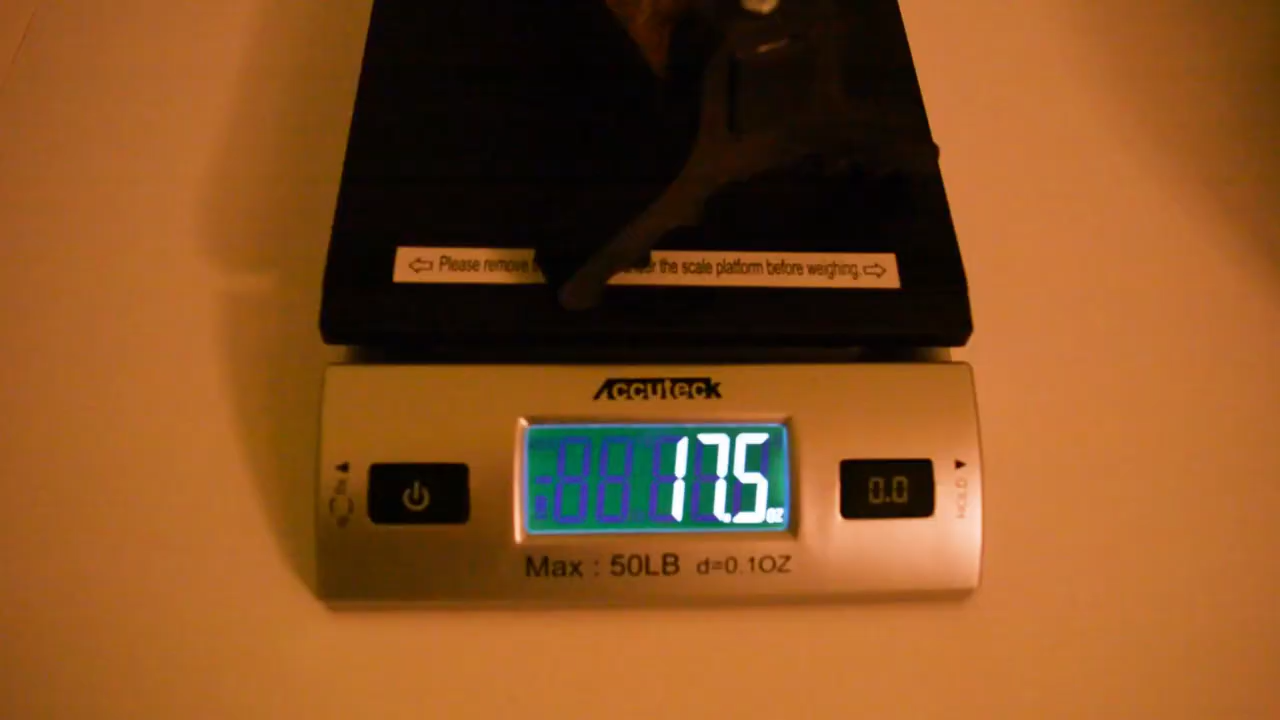 ⇦ Please remove the scale platform before weighing. ⇨
Accuteck
17.5 oz
0.0
HOLD
Max : 50LB d=0.1OZ